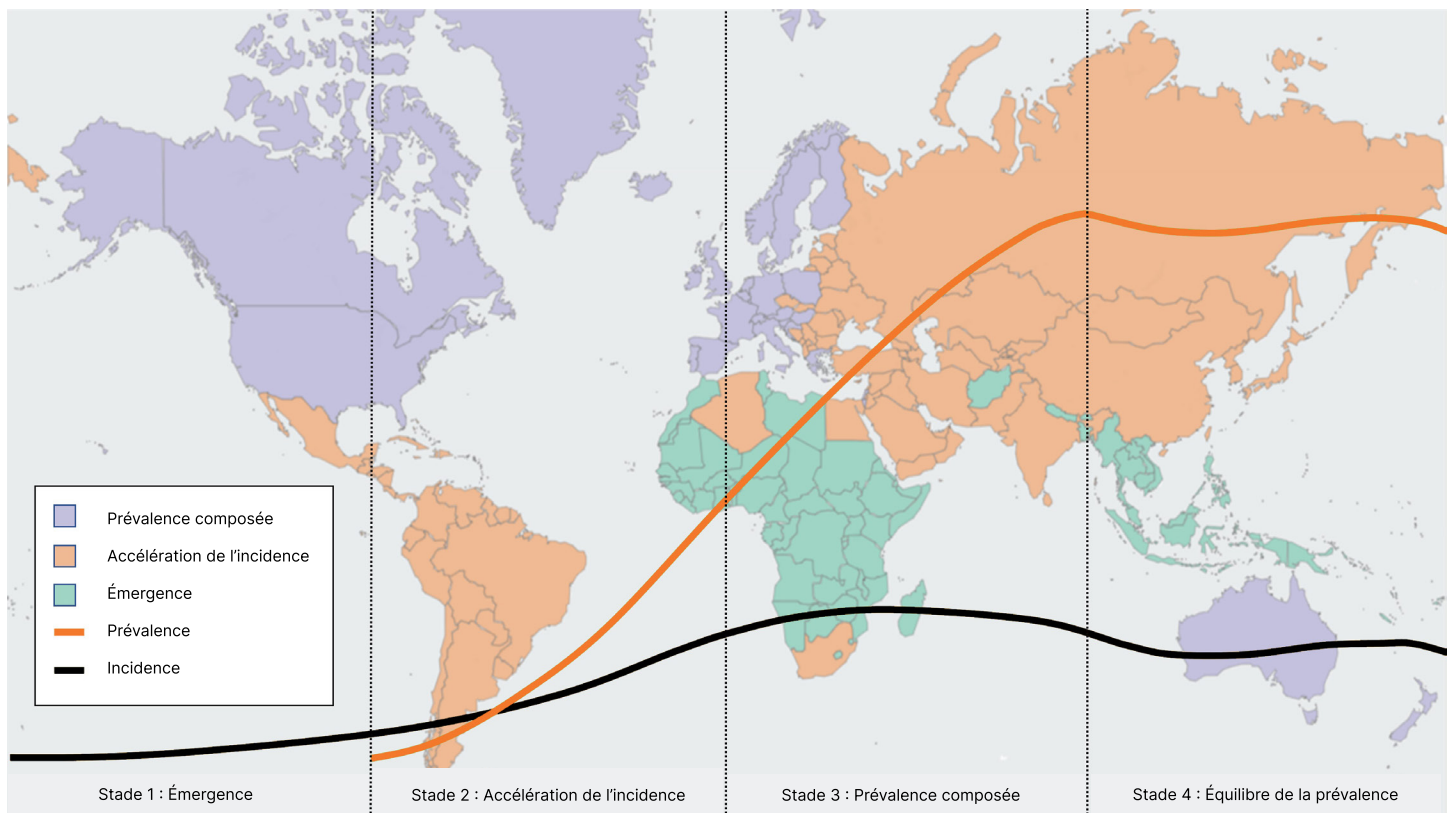 Prévalence composée
Accélération de l’incidence
Émergence
Prévalence
Incidence
Stade 1 : Émergence
Stade 2 : Accélération de l’incidence
Stade 3 : Prévalence composée
Stade 4 : Équilibre de la prévalence